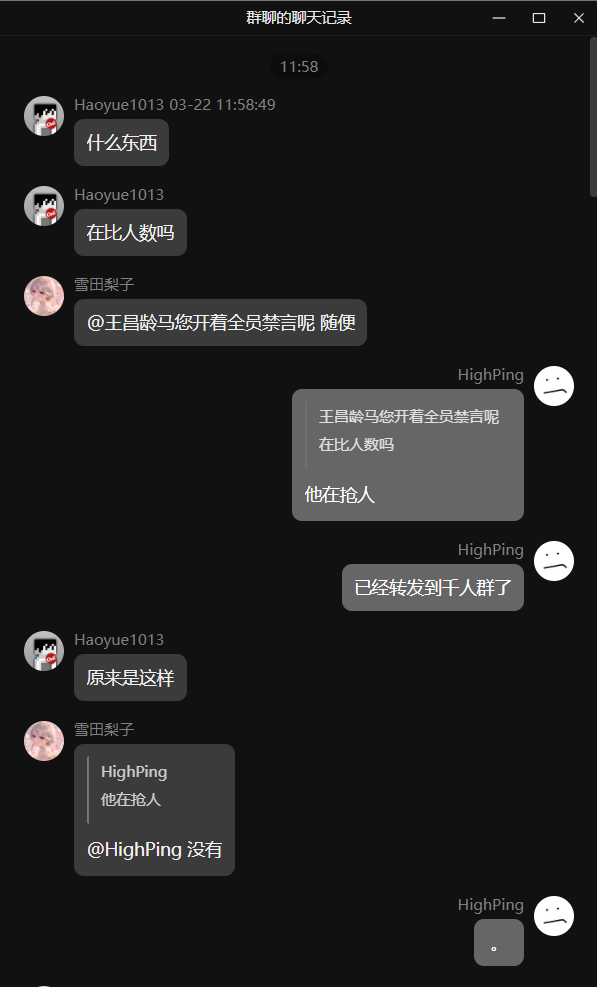 群聊的聊天记录
11:58
Haoyue1013 03-22 11:58:49
什么东西
Haoyue1013
在比人数吗
雪田梨子
@王昌龄马您开着全员禁言呢 随便
HighPing
王昌龄马您开着全员禁言呢
在比人数吗
他在抢人
HighPing
已经转发到千人群了
Haoyue1013
原来是这样
雪田梨子
HighPing
他在抢人
@HighPing 没有
HighPing
。